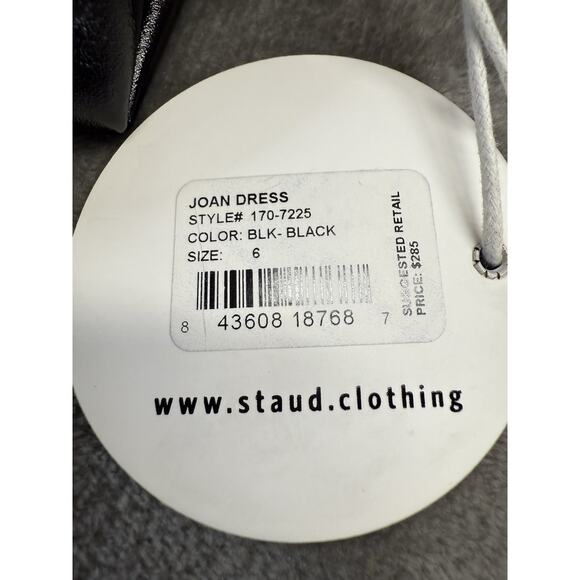 JOAN DRESS
STYLE# 170-7225
COLOR: BLK- BLACK
SIZE: 6
8 43608 18768 7
SUGGESTED RETAIL
PRICE: $285
www.staud.clothing